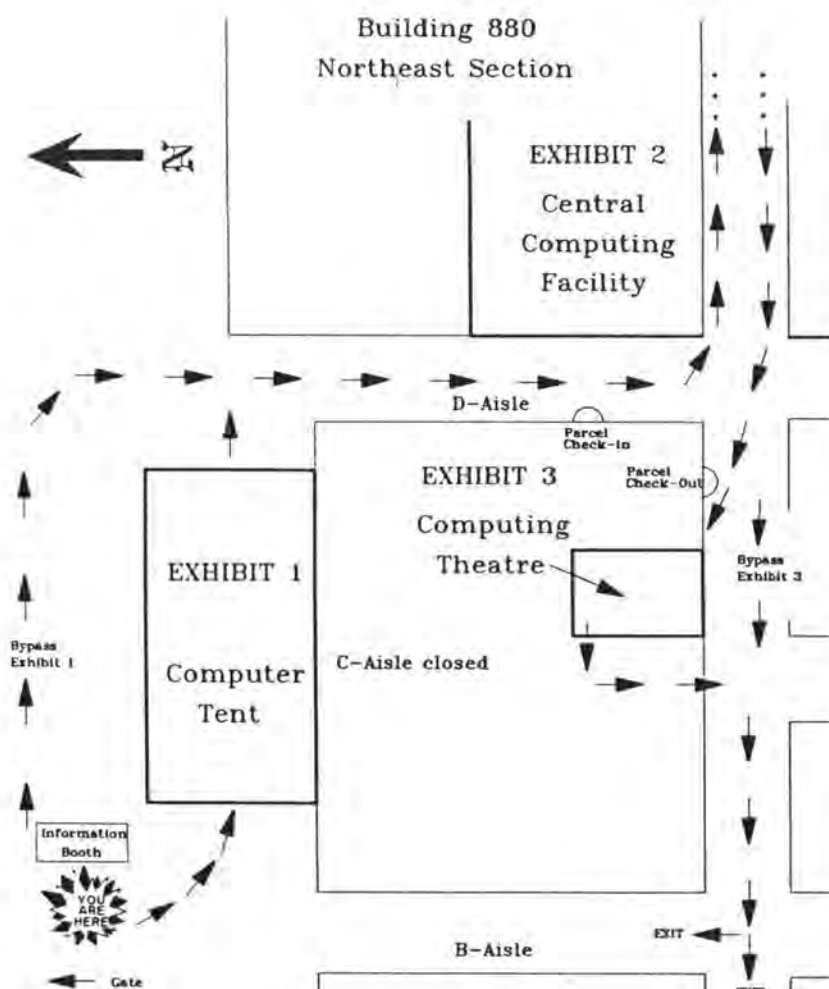 Building 880
Northeast Section
N
EXHIBIT 2
Central
Computing
Facility
D-Aisle
Parcel
Check-In
EXHIBIT 3
Parcel
Check-Out
Computing
Theatre
EXHIBIT 1
Bypass
Exhibit 3
Bypass
Exhibit 1
C-Aisle closed
Computer
Tent
Information
Booth
YOU
ARE
HERE
EXIT
B-Aisle
Gate